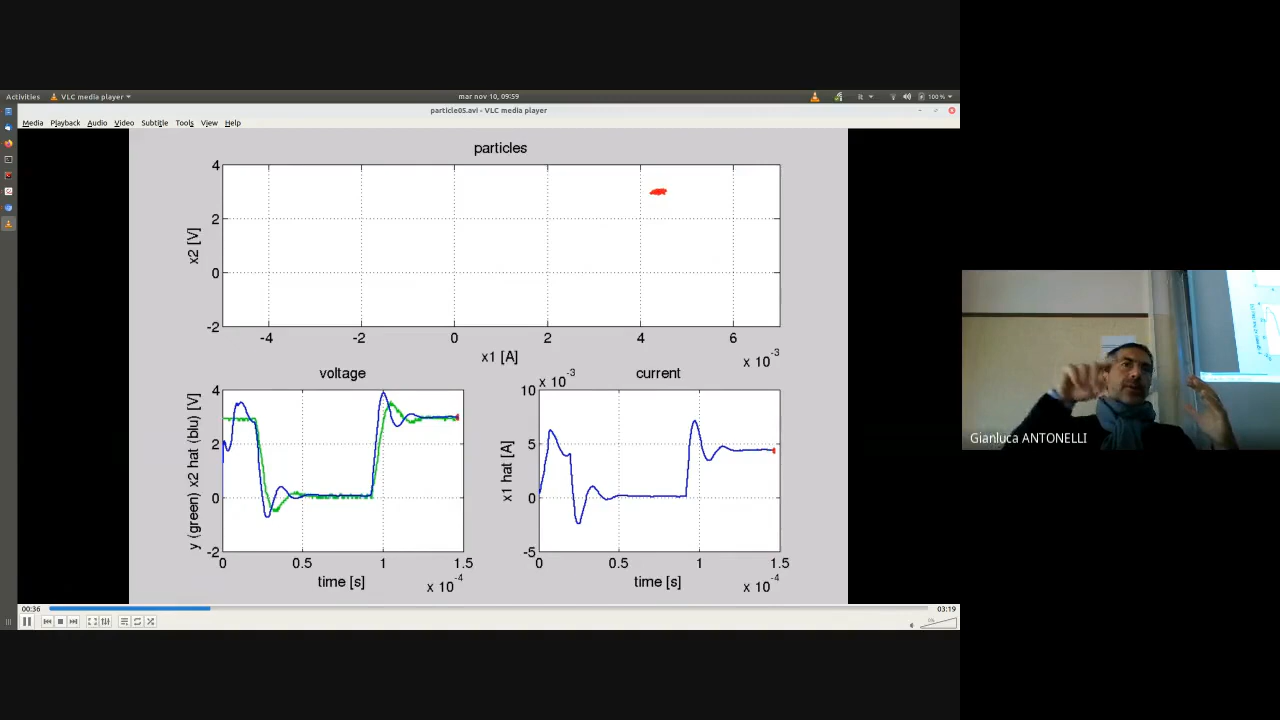 Activities VLC media player mar nov 10, 09:59 it 100 %
particle05.avi - VLC media player
Media Playback Audio Video Subtitle Tools View Help
particles
x2 [V]
4
2
0
-2
-4 -2 0 2 4 6
x1 [A]
x 10^-3
voltage
y (green) x2 hat (blu) [V]
4
2
0
-2
0 0.5 1 1.5
time [s]
x 10^-4
current
x 10^-3
x1 hat [A]
10
5
0
-5
0 0.5 1 1.5
time [s]
x 10^-4
00:36 03:19
Gianluca ANTONELLI